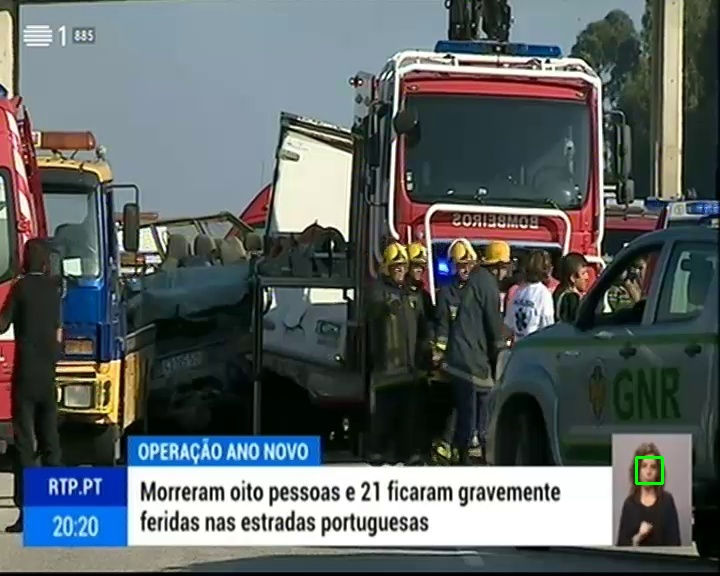 1 885
BOMBEIROS
GNR
OPERAÇÃO ANO NOVO
RTP.PT
20:20
Morreram oito pessoas e 21 ficaram gravemente
feridas nas estradas portuguesas